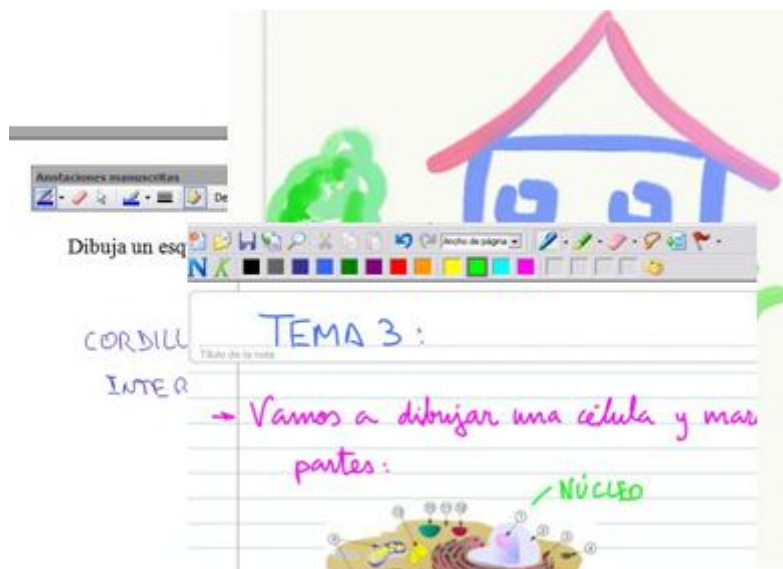 Anotaciones manuscritas
De
Dibuja un esq
Ancho de página
N K
CORDILL
INTER
TEMA 3:
Título de la nota
→ Vamos a dibujar una célula y mar
partes:
NÚCLEO